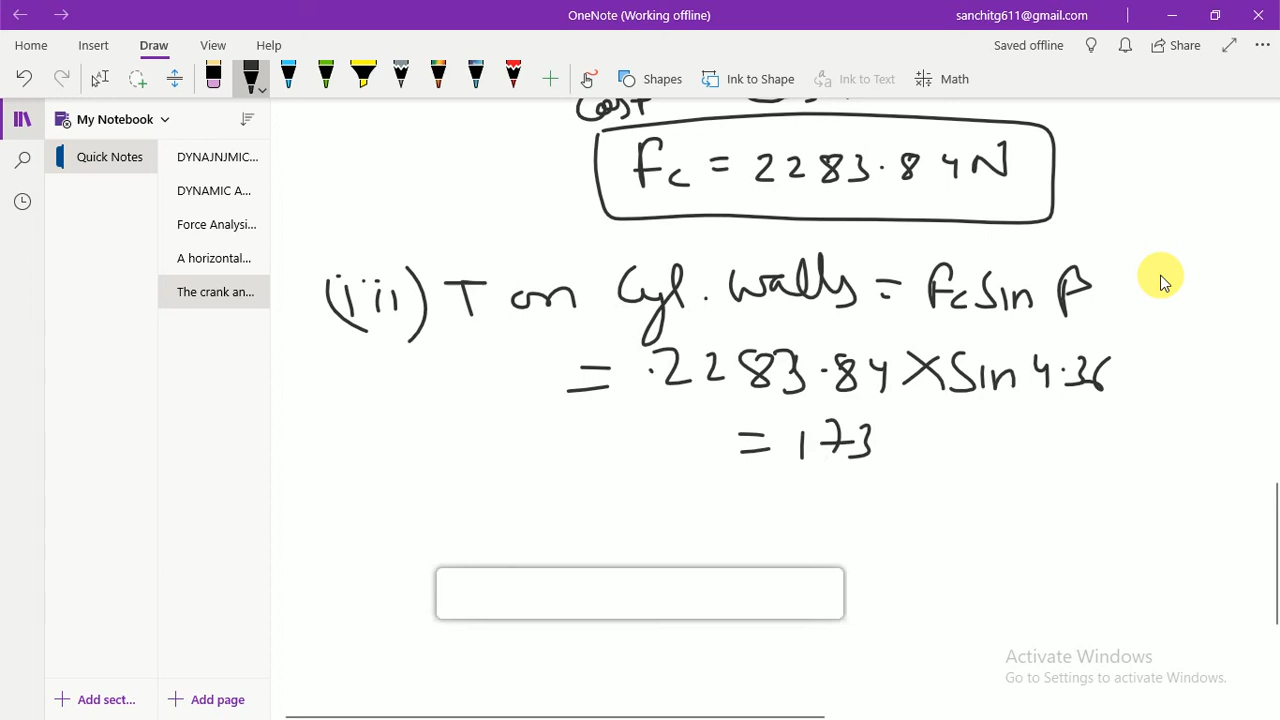 OneNote (Working offline)
sanchitg611@gmail.com
Home Insert Draw View Help
Saved offline
Share
Shapes
Ink to Shape
Ink to Text
Math
My Notebook
Quick Notes
DYNAJNJMIC...
DYNAMIC A...
Force Analysi...
A horizontal...
The crank an...
Fc = 2283.84N
(iii) T on Cyl. walls = Fc Sin β
= 2283.84 X Sin 4.36
= 173
Add sect...
Add page
Activate Windows
Go to Settings to activate Windows.